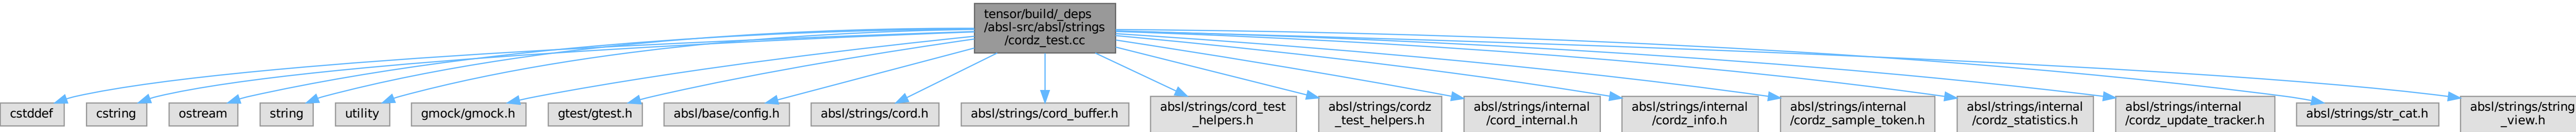 tensor/build/_deps
/absl-src/absl/strings
/cordz_test.cc
cstddef
cstring
ostream
string
utility
gmock/gmock.h
gtest/gtest.h
absl/base/config.h
absl/strings/cord.h
absl/strings/cord_buffer.h
absl/strings/cord_test
_helpers.h
absl/strings/cordz
_test_helpers.h
absl/strings/internal
/cord_internal.h
absl/strings/internal
/cordz_info.h
absl/strings/internal
/cordz_sample_token.h
absl/strings/internal
/cordz_statistics.h
absl/strings/internal
/cordz_update_tracker.h
absl/strings/str_cat.h
absl/strings/string
_view.h